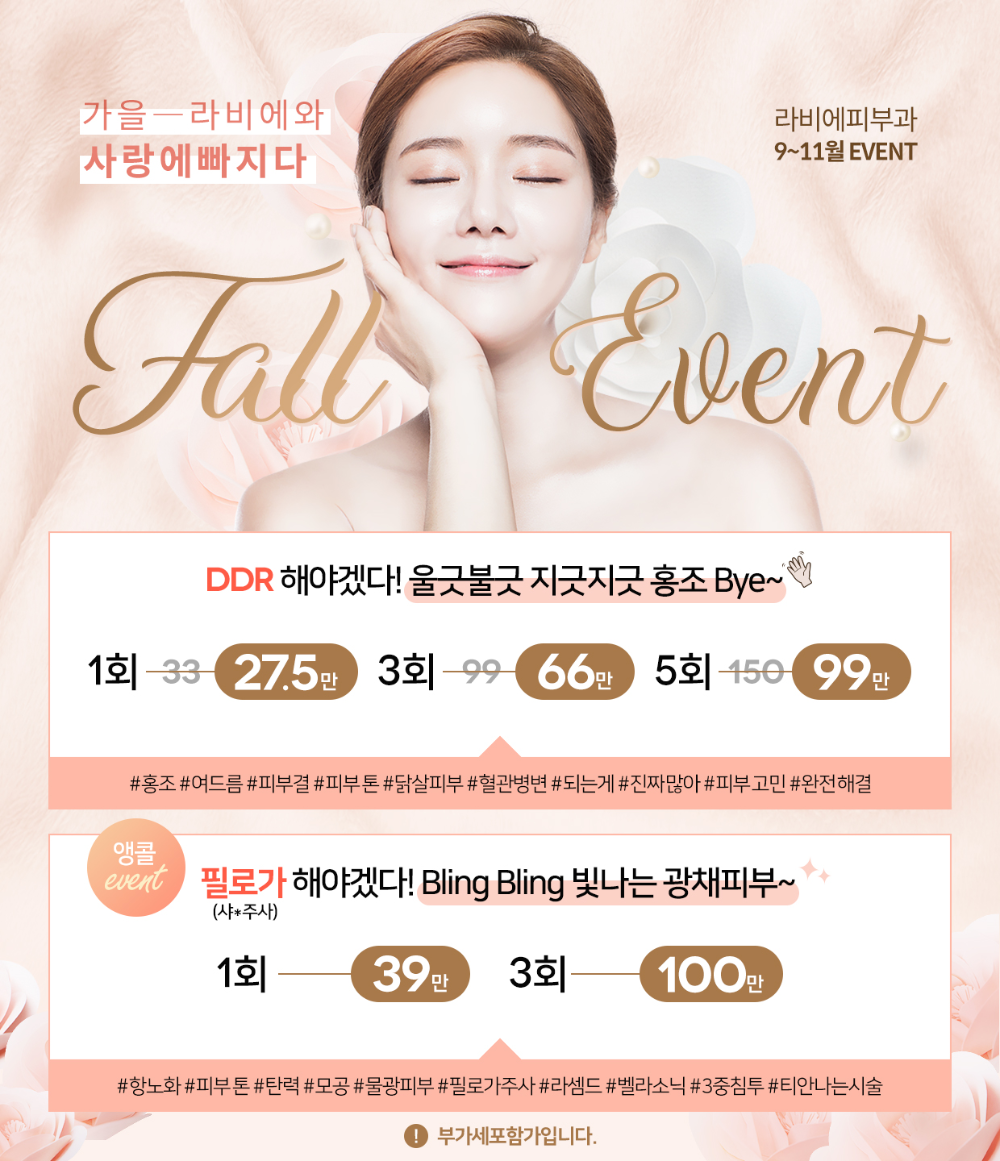 가을—라비에와
사랑에빠지다
라비에피부과
9~11월 EVENT
Fall Event
DDR 해야겠다! 울긋불긋 지긋지긋 홍조 Bye~
1회 33 27.5만 3회 99 66만 5회 150 99만
#홍조 #여드름 #피부결 #피부톤 #닭살피부 #혈관병변 #되는게 #진짜많아 #피부고민 #완전해결
앵콜
event
필로가 해야겠다! Bling Bling 빛나는 광채피부~
(샤*주사)
1회 39만 3회 100만
#항노화 #피부톤 #탄력 #모공 #물광피부 #필로가주사 #라셈드 #벨라소닉 #3중침투 #티안나는시술
! 부가세포함가입니다.